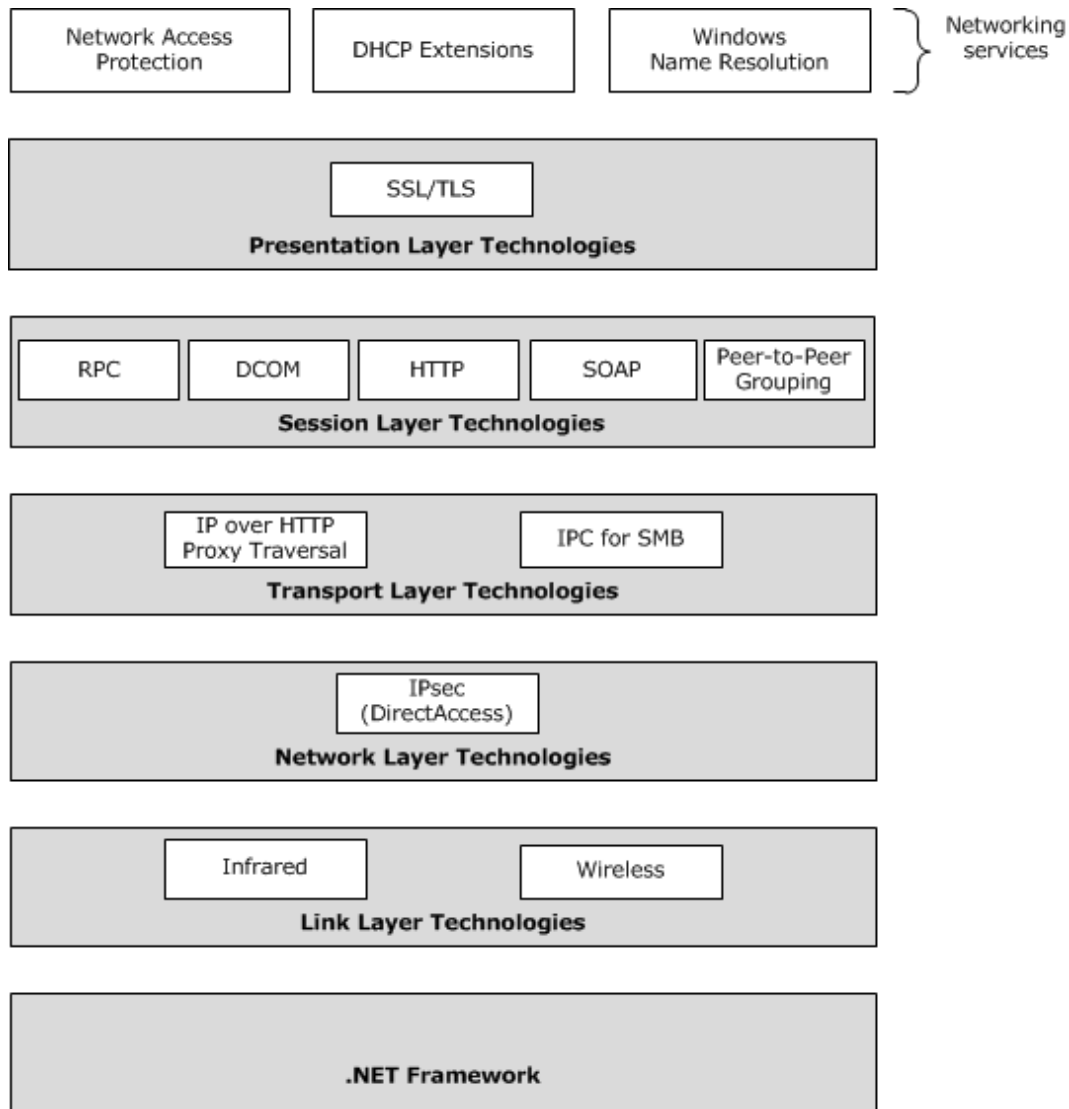 Network Access
Protection
DHCP Extensions
Windows
Name Resolution
Networking
services
SSL/TLS
Presentation Layer Technologies
RPC
DCOM
HTTP
SOAP
Peer-to-Peer
Grouping
Session Layer Technologies
IP over HTTP
Proxy Traversal
IPC for SMB
Transport Layer Technologies
IPsec
(DirectAccess)
Network Layer Technologies
Infrared
Wireless
Link Layer Technologies
.NET Framework